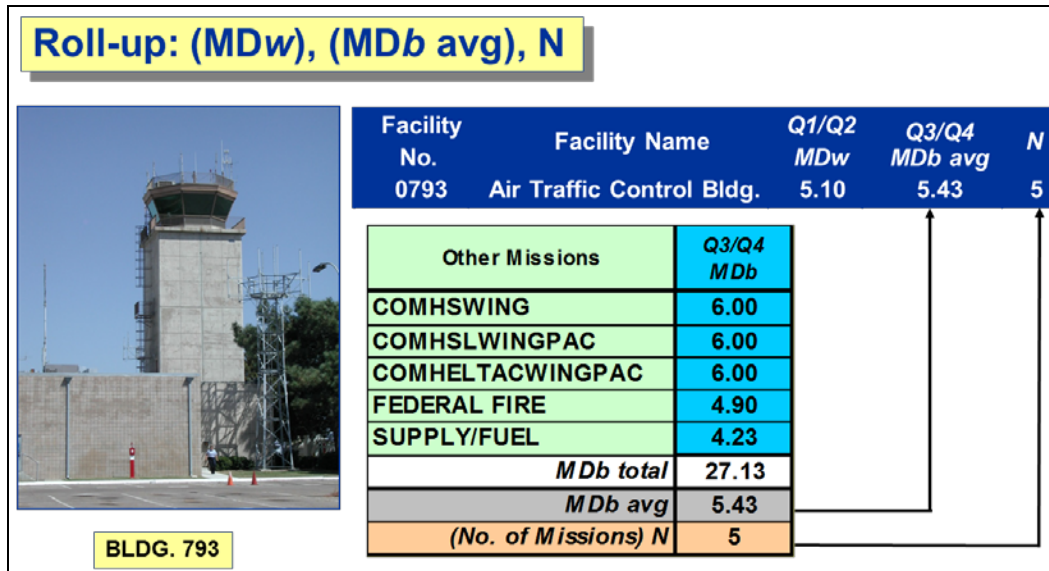 Roll-up: (MDw), (MDb avg), N
Facility No. Facility Name Q1/Q2 MDw Q3/Q4 MDb avg N
0793 Air Traffic Control Bldg. 5.10 5.43 5
Other Missions Q3/Q4 MDb
COMHSWING 6.00
COMHSLWINGPAC 6.00
COMHELTACWINGPAC 6.00
FEDERAL FIRE 4.90
SUPPLY/FUEL 4.23
MDb total 27.13
MDb avg 5.43
(No. of Missions) N 5
BLDG. 793